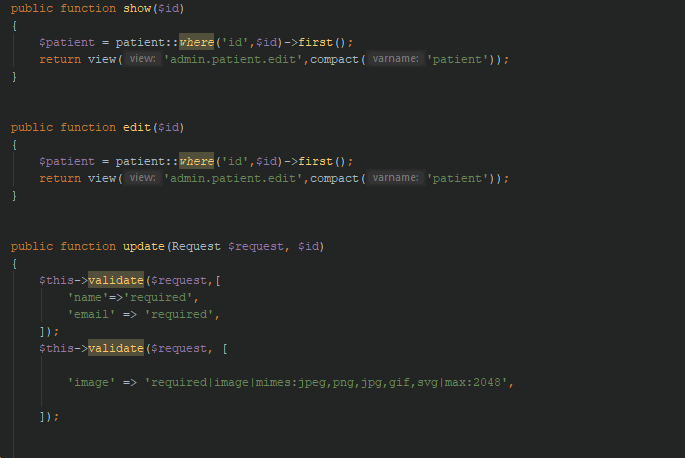 public function show($id)
{
$patient = patient::where('id',$id)->first();
return view( view: 'admin.patient.edit',compact( varname: 'patient'));
}
public function edit($id)
{
$patient = patient::where('id',$id)->first();
return view( view: 'admin.patient.edit',compact( varname: 'patient'));
}
public function update(Request $request, $id)
{
$this->validate($request,[
'name'=>'required',
'email' => 'required',
]);
$this->validate($request, [
'image' => 'required|image|mimes:jpeg,png,jpg,gif,svg|max:2048',
]);